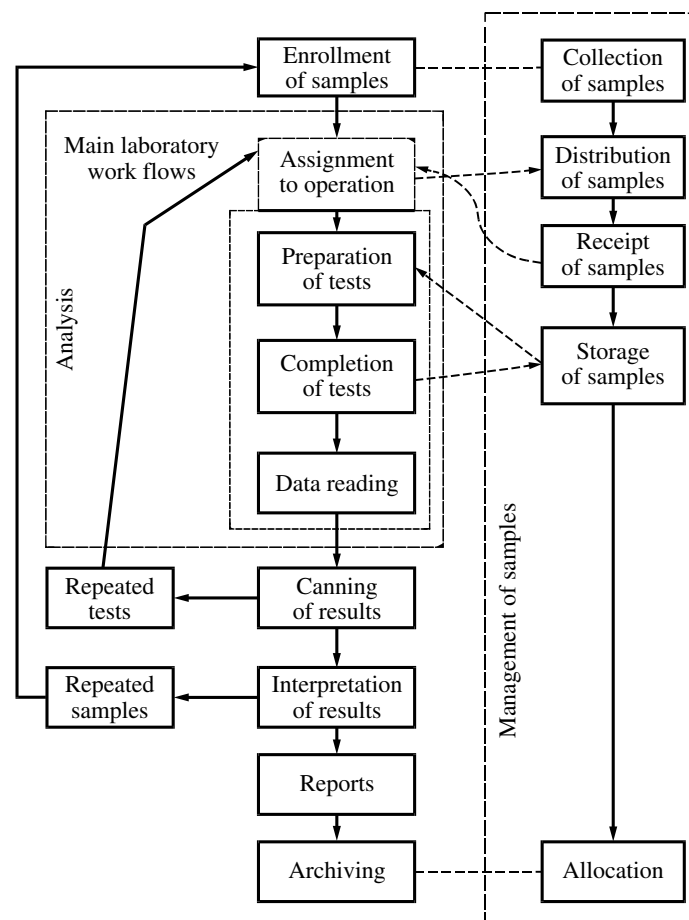 Enrollment
of samples
Collection
of samples
Main laboratory
work flows
Assignment
to operation
Distribution
of samples
Preparation
of tests
Receipt
of samples
Analysis
Completion
of tests
Storage
of samples
Data reading
Management of samples
Repeated
tests
Canning
of results
Repeated
samples
Interpretation
of results
Reports
Archiving
Allocation